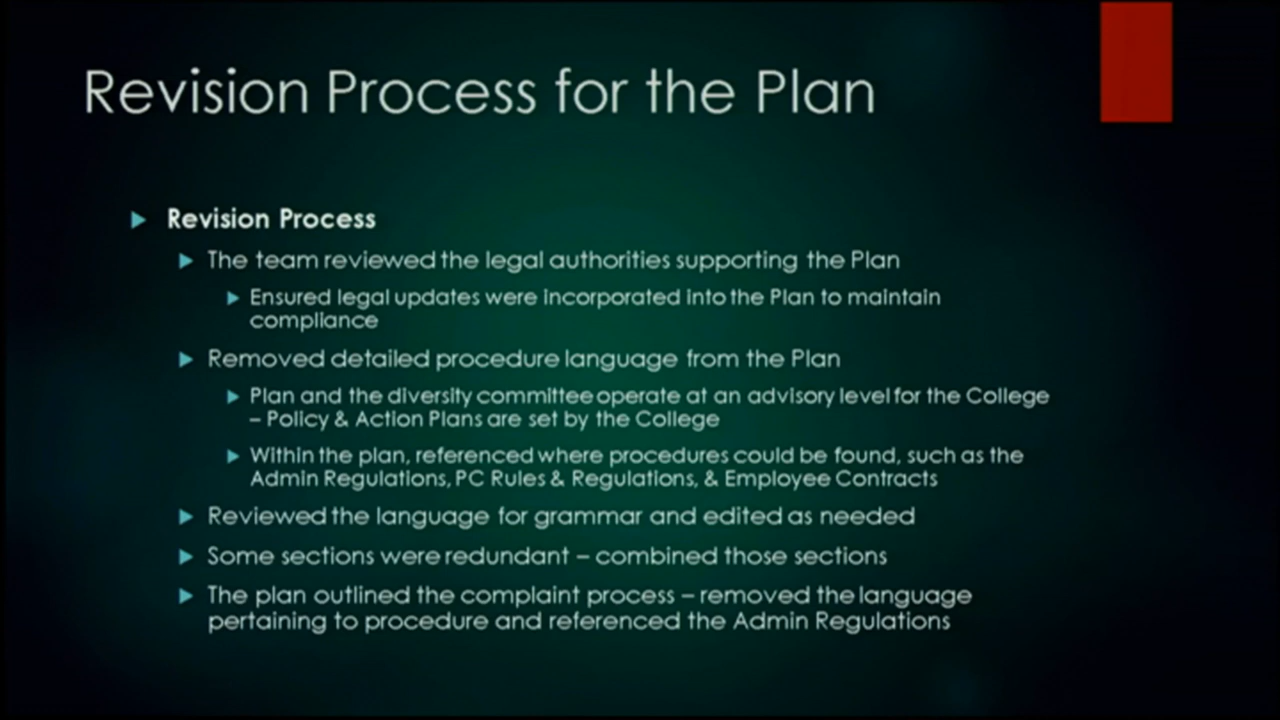 Revision Process for the Plan
Revision Process
The team reviewed the legal authorities supporting the Plan
Ensured legal updates were incorporated into the Plan to maintain
compliance
Removed detailed procedure language from the Plan
Plan and the diversity committee operate at an advisory level for the College
– Policy & Action Plans are set by the College
Within the plan, referenced where procedures could be found, such as the
Admin Regulations, PC Rules & Regulations, & Employee Contracts
Reviewed the language for grammar and edited as needed
Some sections were redundant – combined those sections
The plan outlined the complaint process – removed the language
pertaining to procedure and referenced the Admin Regulations